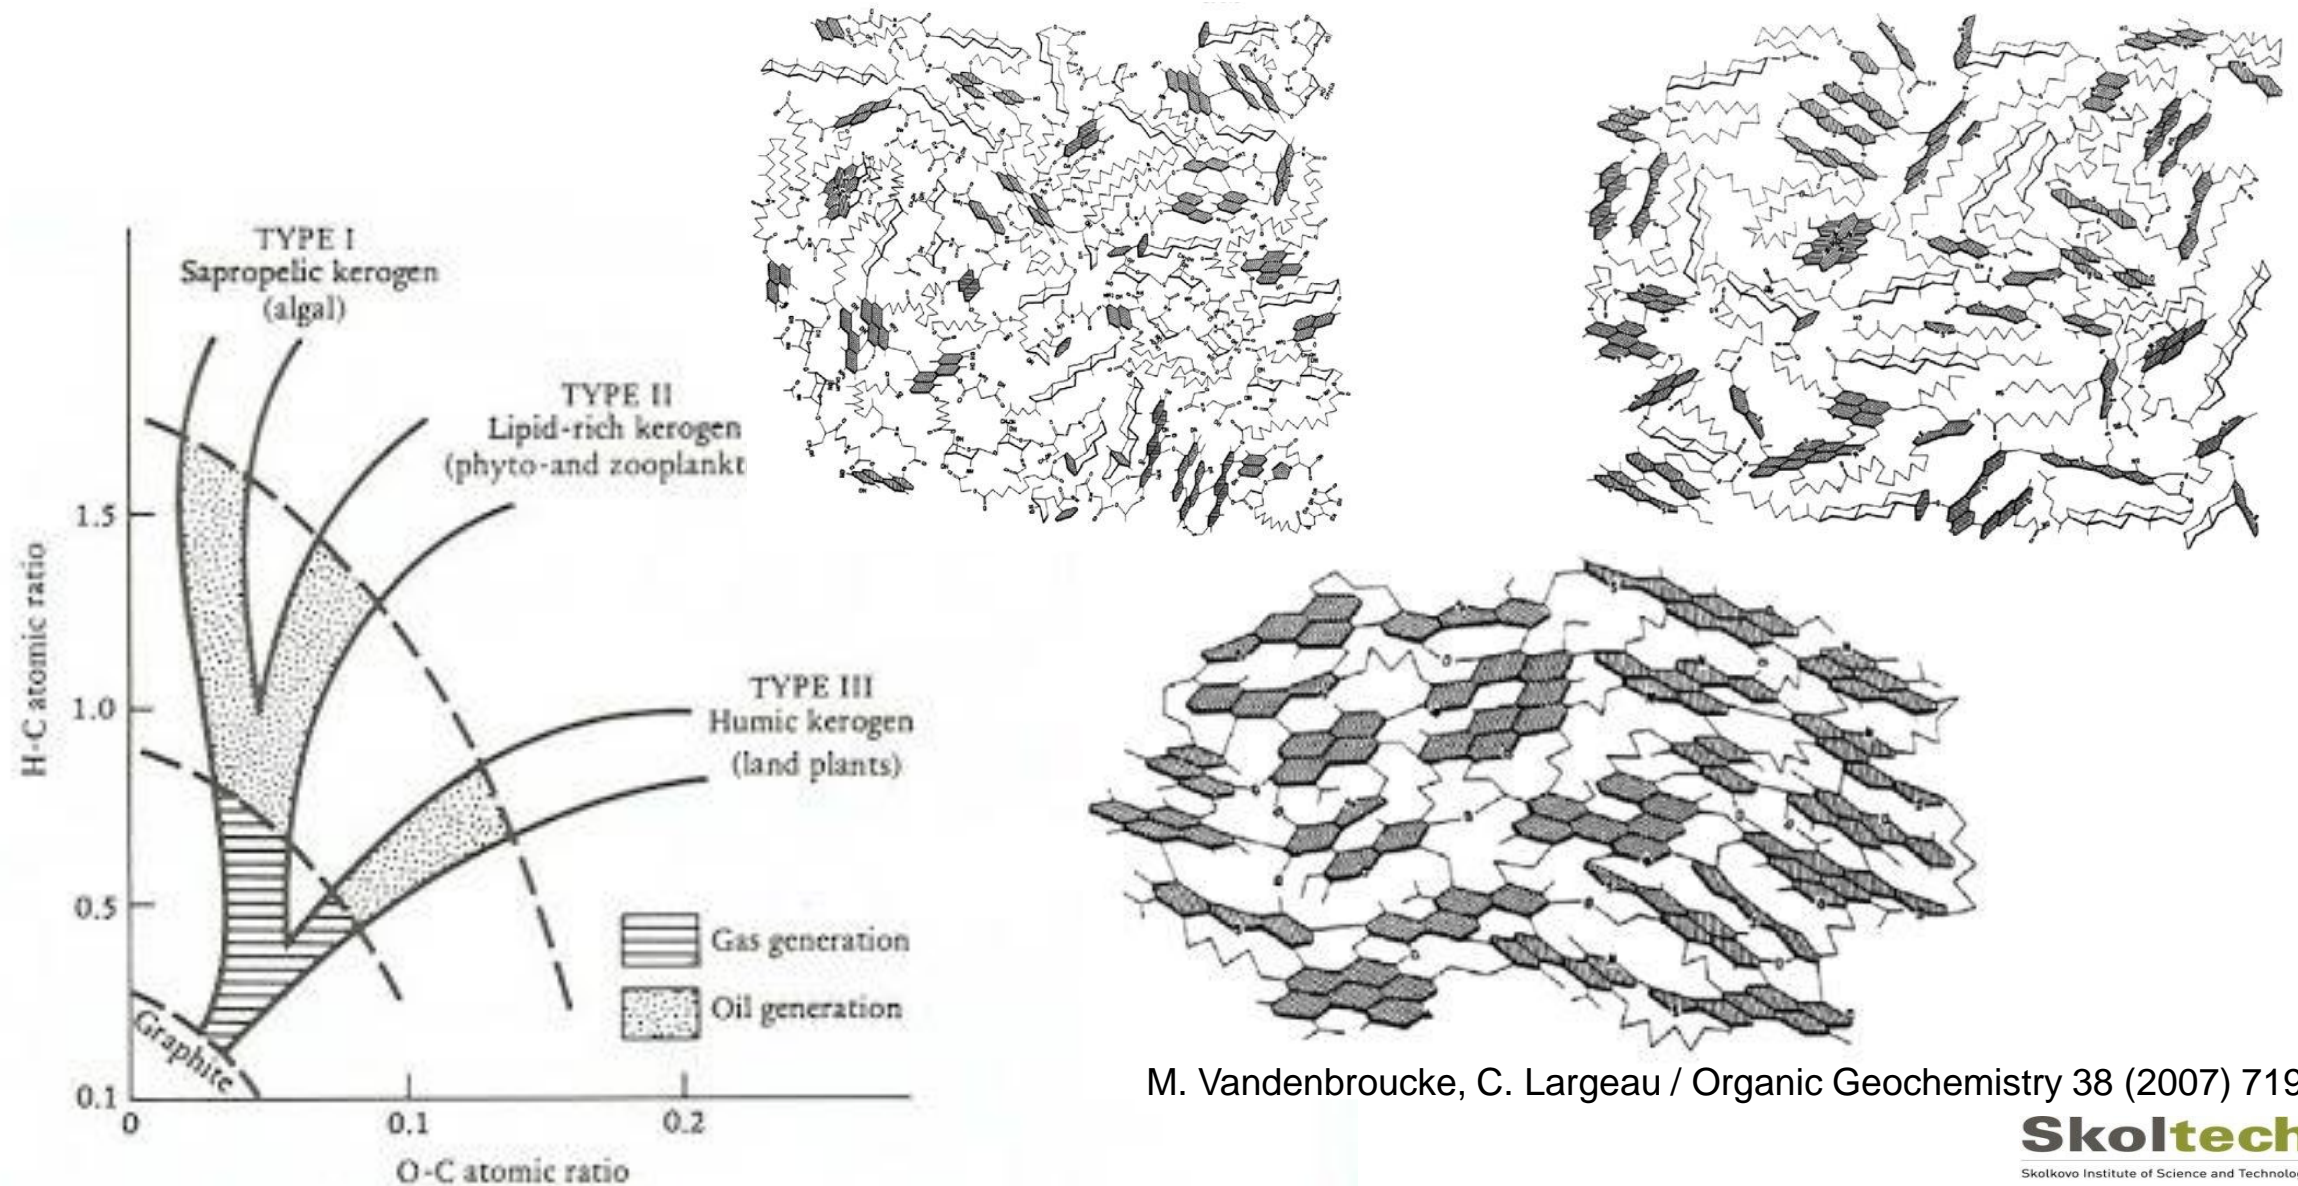 TYPE I
Sapropelic kerogen
(algal)
TYPE II
Lipid-rich kerogen
(phyto-and zooplankt
TYPE III
Humic kerogen
(land plants)
H-C atomic ratio
1.5
1.0
0.5
0.1
Graphite
Gas generation
Oil generation
0
0.1
0.2
O-C atomic ratio
M. Vandenbroucke, C. Largeau / Organic Geochemistry 38 (2007) 719
Skoltech
Skolkovo Institute of Science and Technolo